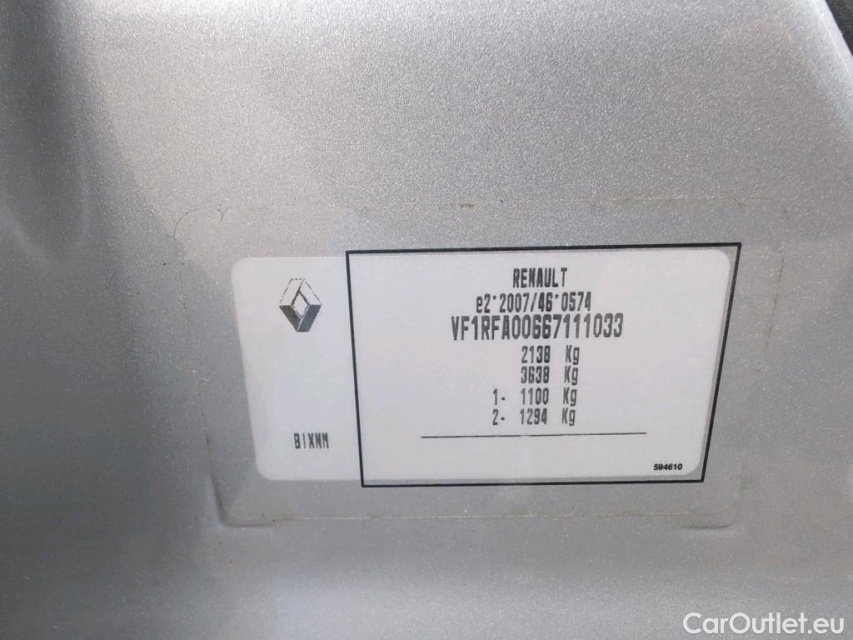 RENAULT
e2*2007/46*0574
VF1RFA00667111033
2138 Kg
3638 Kg
1- 1100 Kg
2- 1294 Kg
BIXNM
594610
CarOutlet.eu